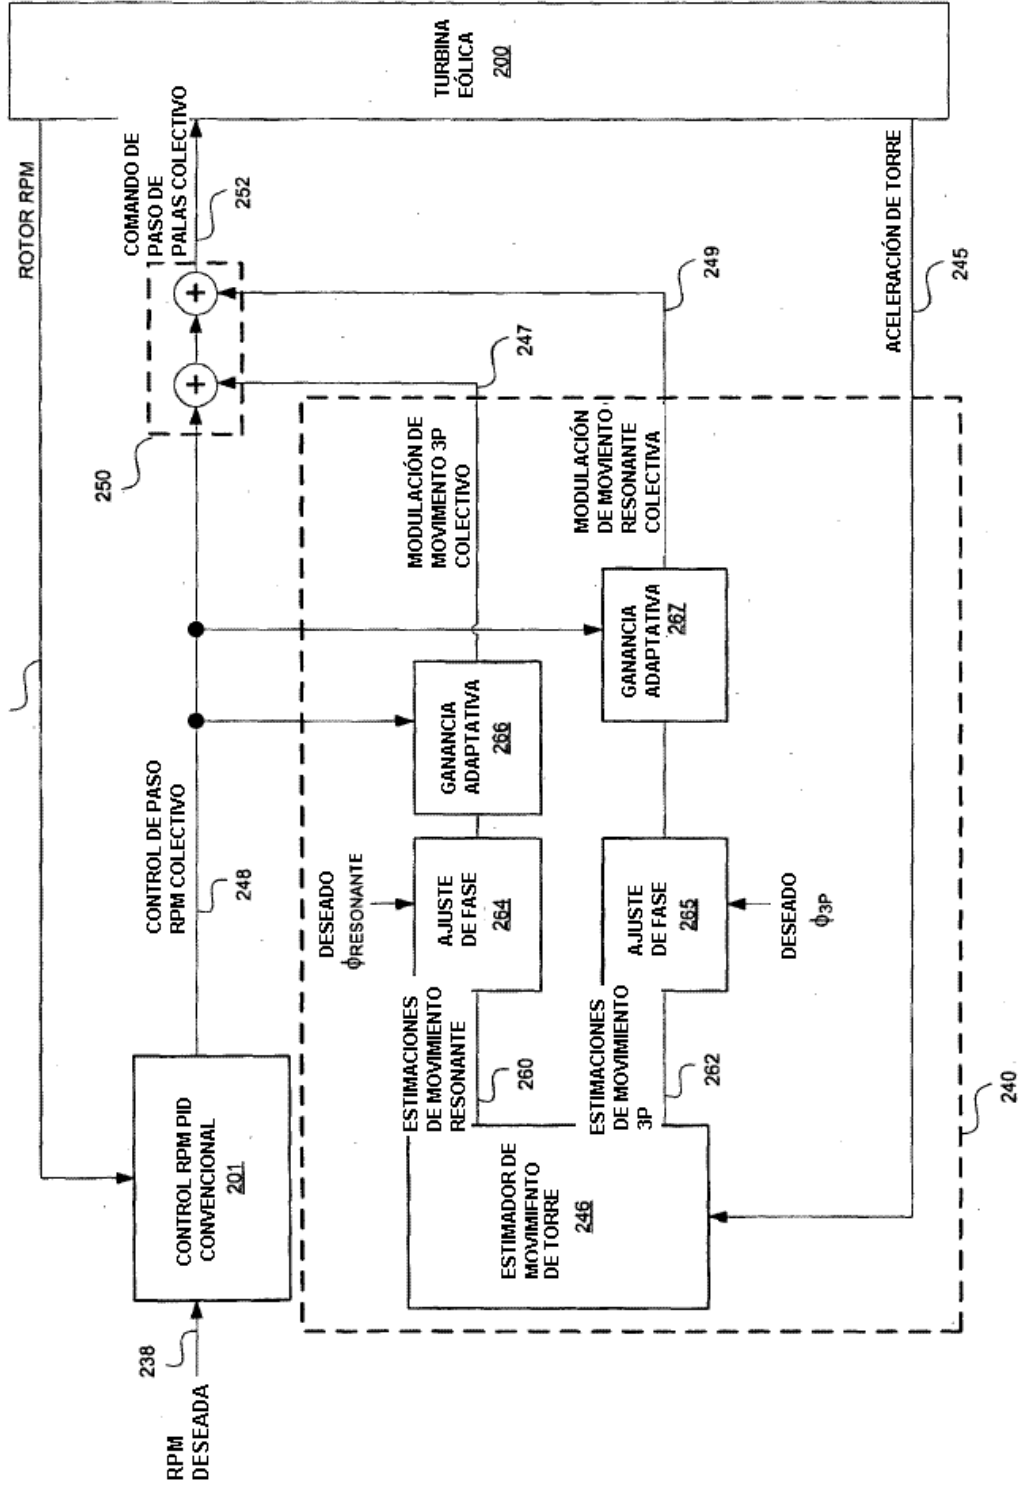 ROTOR RPM
TURBINA
EÓLICA
200
COMANDO DE
PASO DE
PALAS COLECTIVO
252
250
+
+
247
249
ACELERACIÓN DE TORRE
245
MODULACIÓN DE
MOVIMENTO 3P
COLECTIVO
MODULACIÓN
DE MOVIENTO
RESONANTE
COLECTIVA
GANANCIA
ADAPTATIVA
266
GANANCIA
ADAPTATIVA
267
CONTROL DE PASO
RPM COLECTIVO
248
DESEADO
ϕRESONANTE
AJUSTE
DE FASE
264
AJUSTE
DE FASE
265
DESEADO
ϕ3P
ESTIMACIONES
DE MOVIMIENTO
RESONANTE
260
ESTIMACIONES
DE MOVIMIENTO
3P
262
CONTROL RPM PID
CONVENCIONAL
201
ESTIMADOR DE
MOVIMIENTO
DE TORRE
246
240
238
RPM
DESEADA